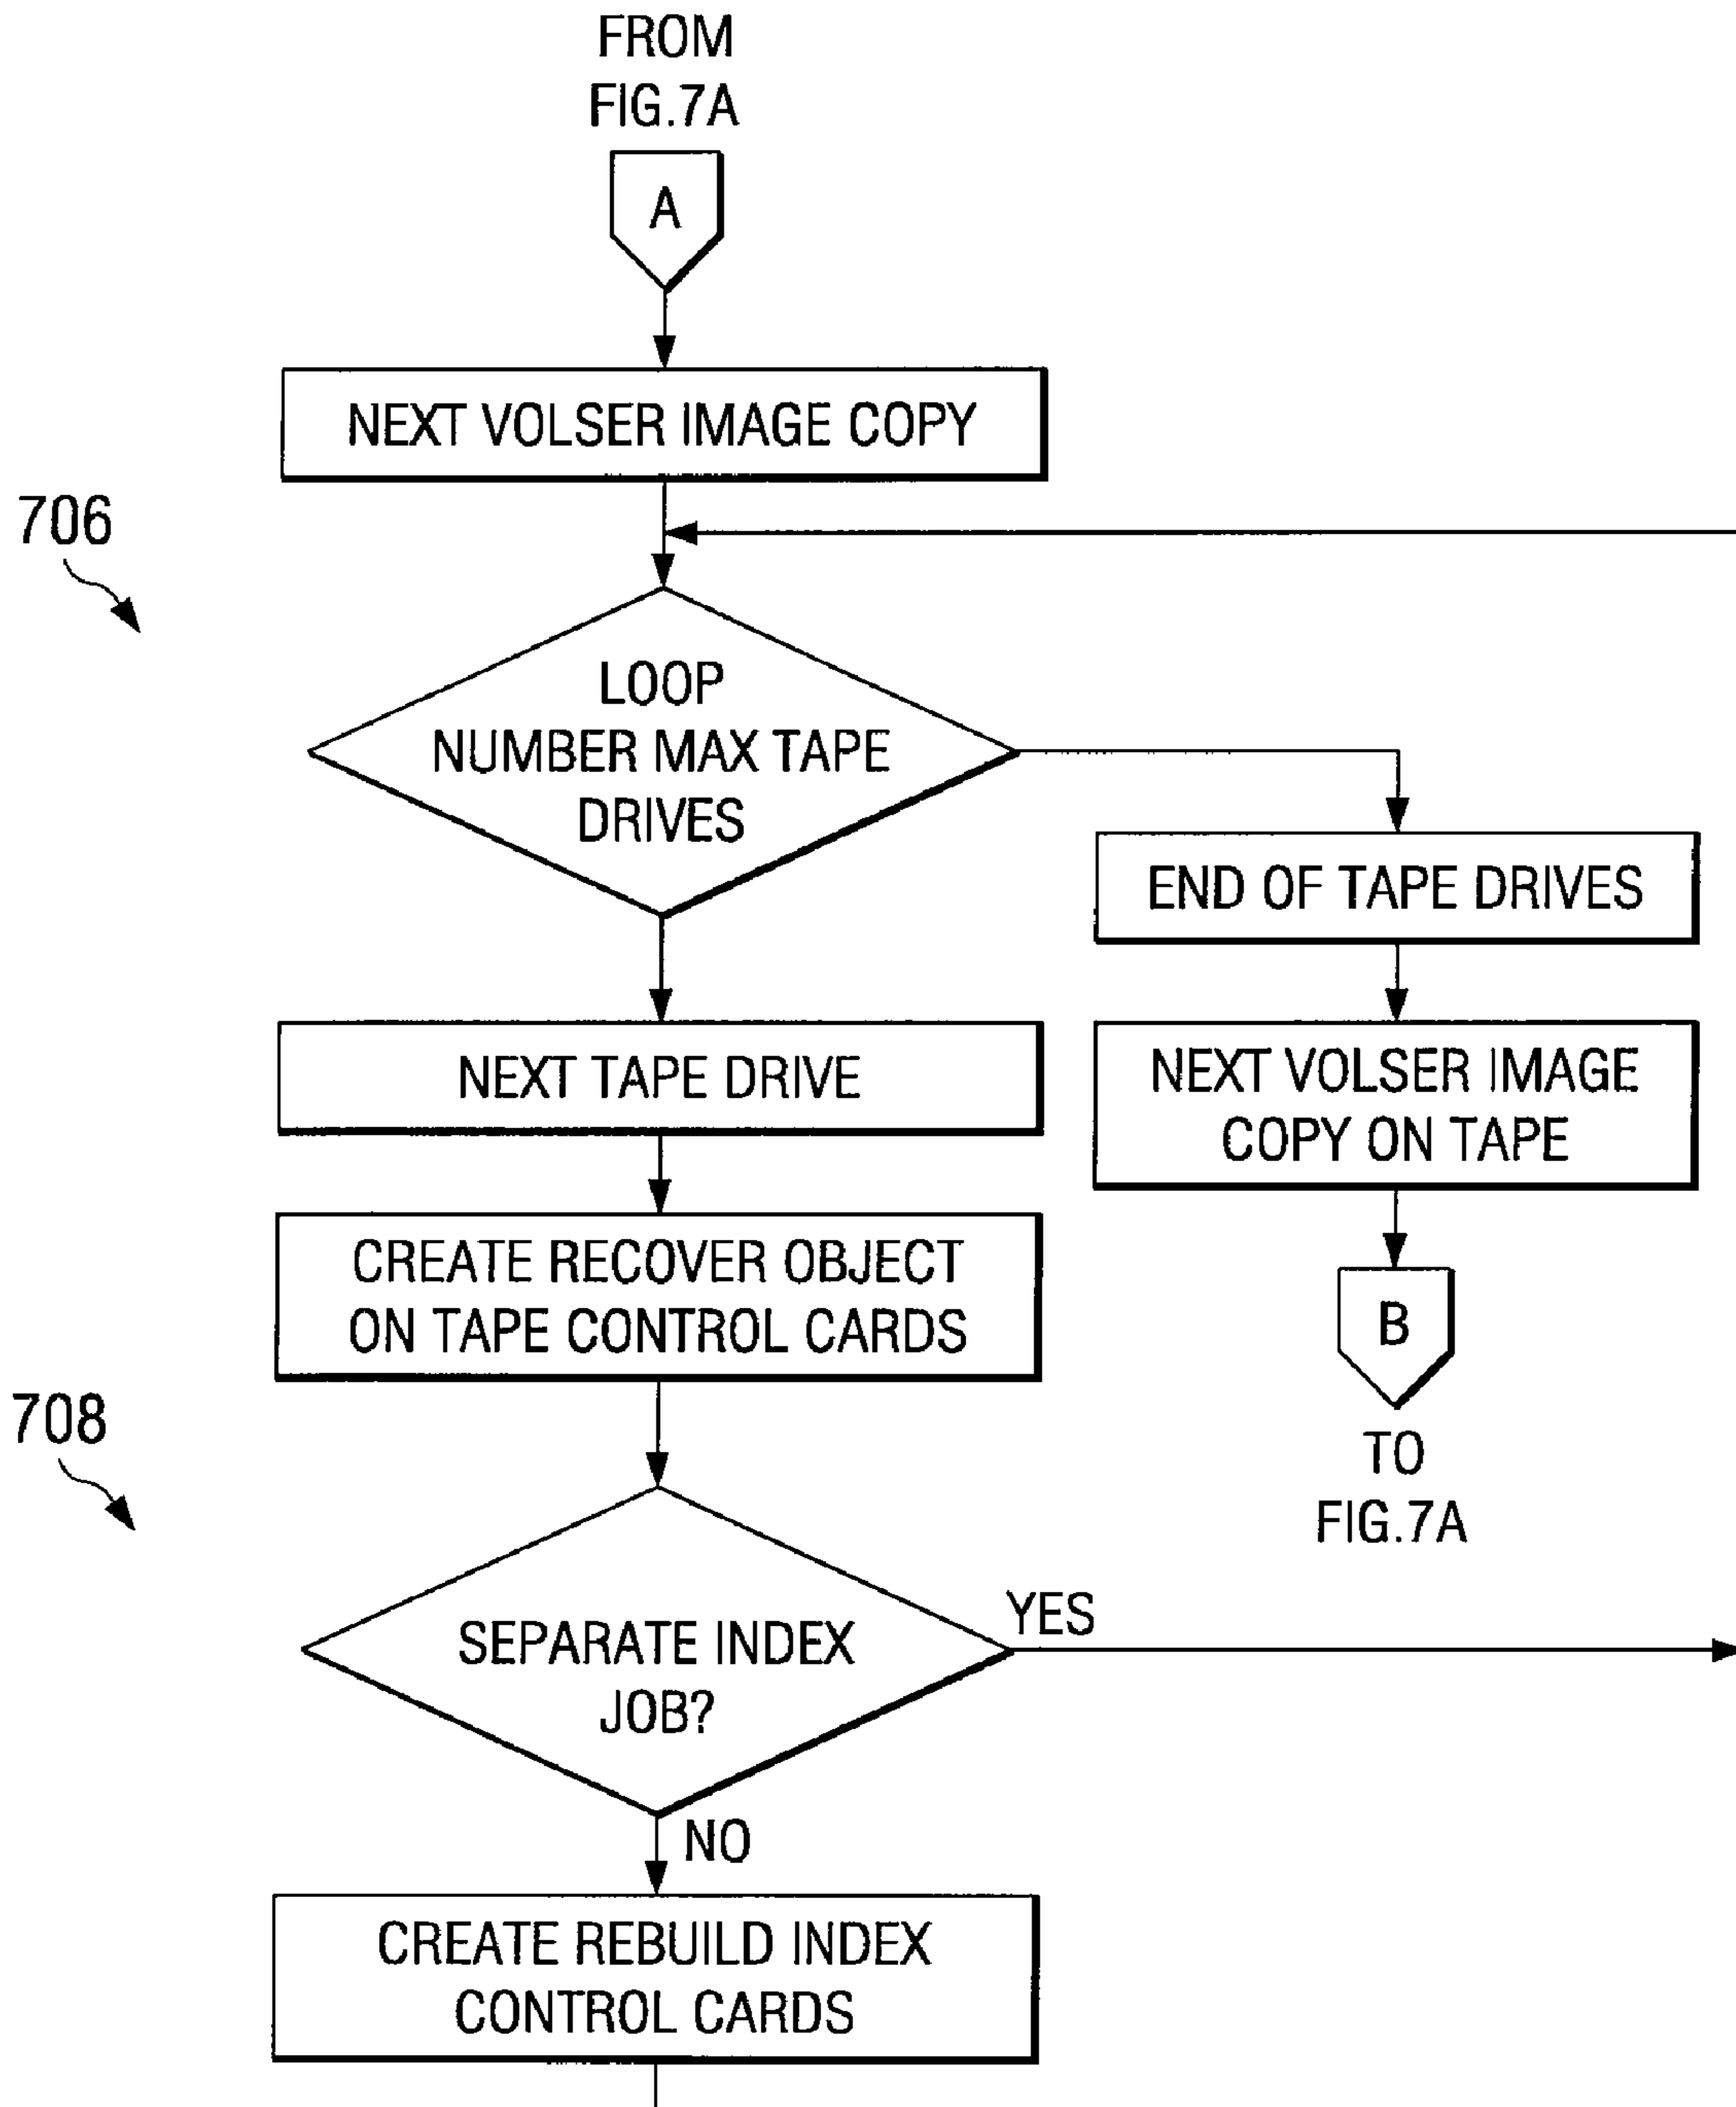 FROM
FIG.7A
A
NEXT VOLSER IMAGE COPY
706
LOOP
NUMBER MAX TAPE
DRIVES
END OF TAPE DRIVES
NEXT TAPE DRIVE
NEXT VOLSER IMAGE
COPY ON TAPE
CREATE RECOVER OBJECT
ON TAPE CONTROL CARDS
B
TO
FIG.7A
708
SEPARATE INDEX
JOB?
YES
NO
CREATE REBUILD INDEX
CONTROL CARDS